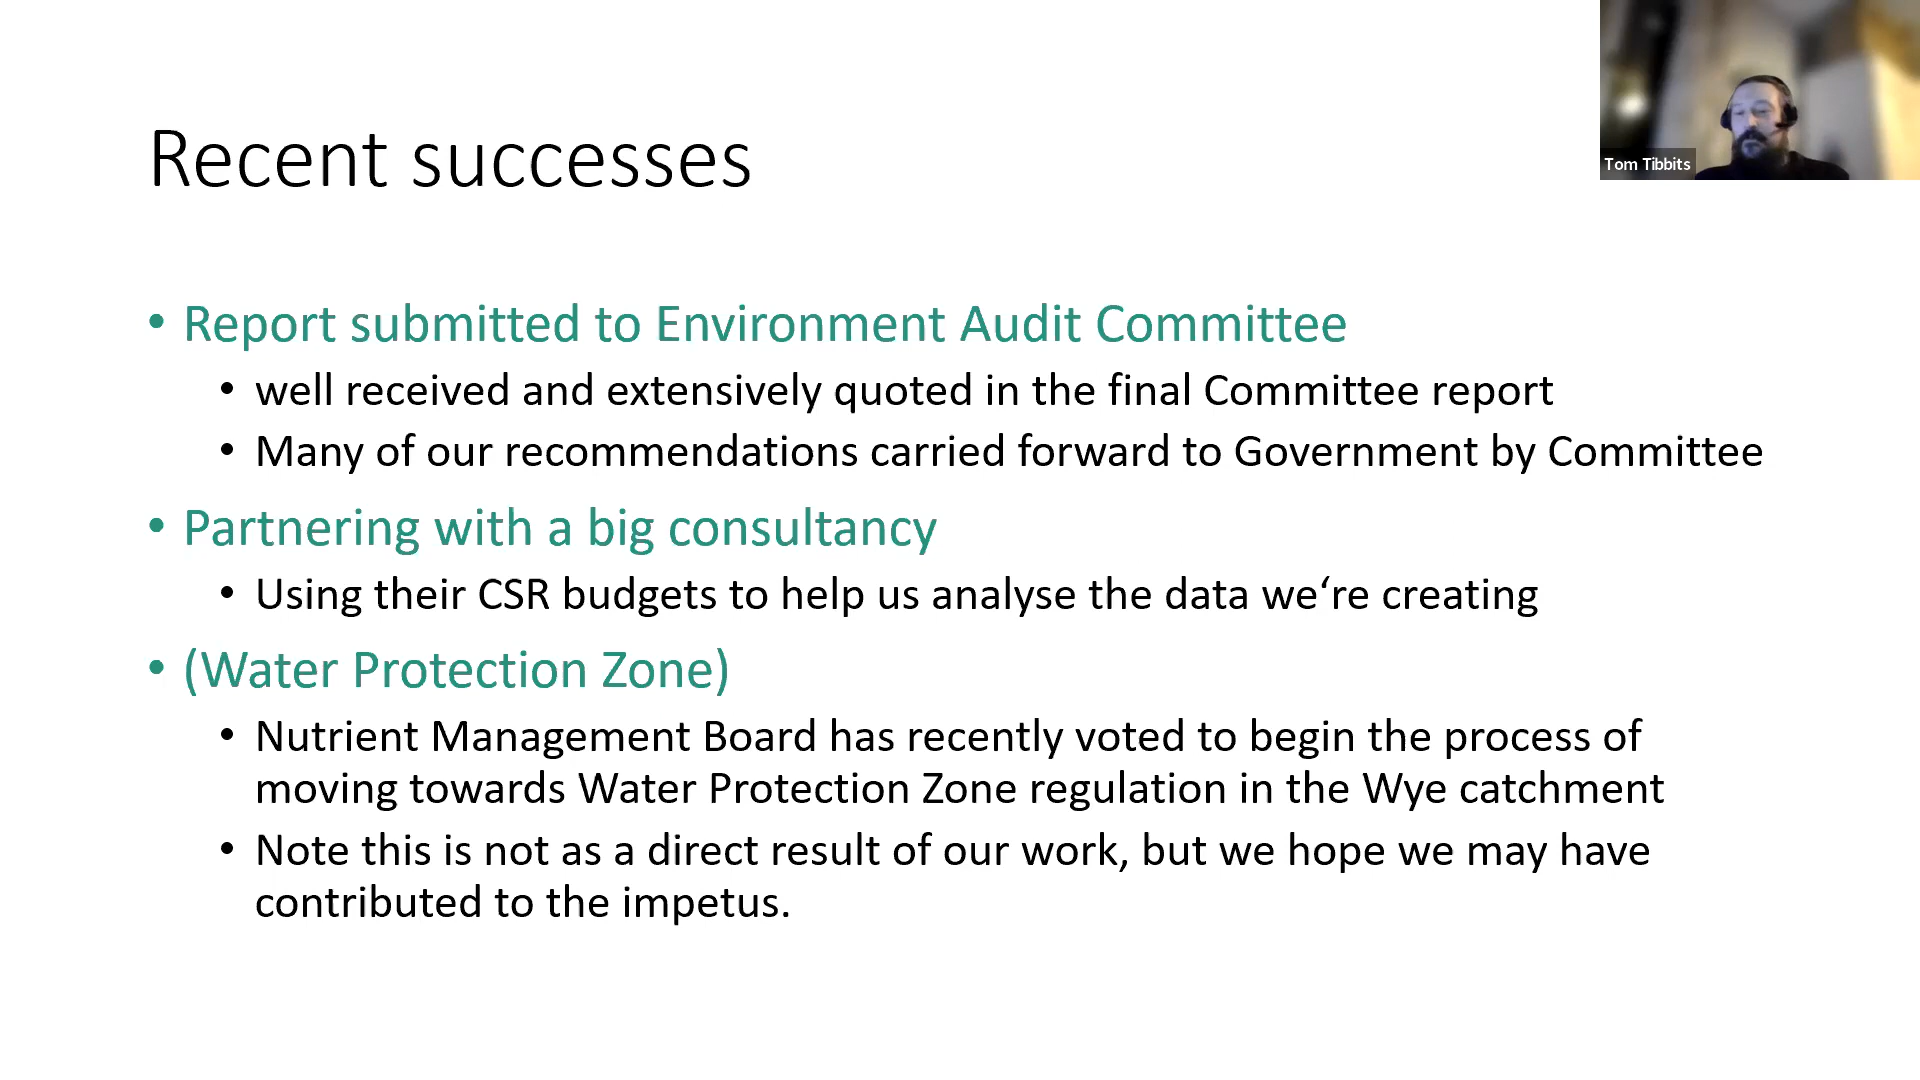 Recent successes
Tom Tibbits
• Report submitted to Environment Audit Committee
• well received and extensively quoted in the final Committee report
• Many of our recommendations carried forward to Government by Committee
• Partnering with a big consultancy
• Using their CSR budgets to help us analyse the data we‘re creating
• (Water Protection Zone)
• Nutrient Management Board has recently voted to begin the process of
moving towards Water Protection Zone regulation in the Wye catchment
• Note this is not as a direct result of our work, but we hope we may have
contributed to the impetus.